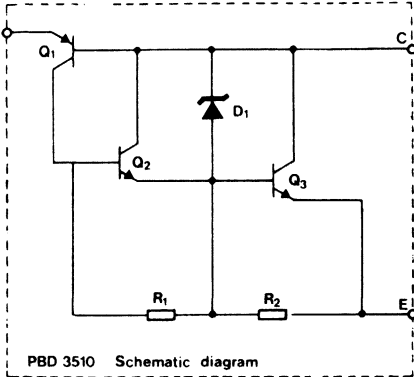 C
Q1
D1
Q2
Q3
R1
R2
E
PBD 3510 Schematic diagram